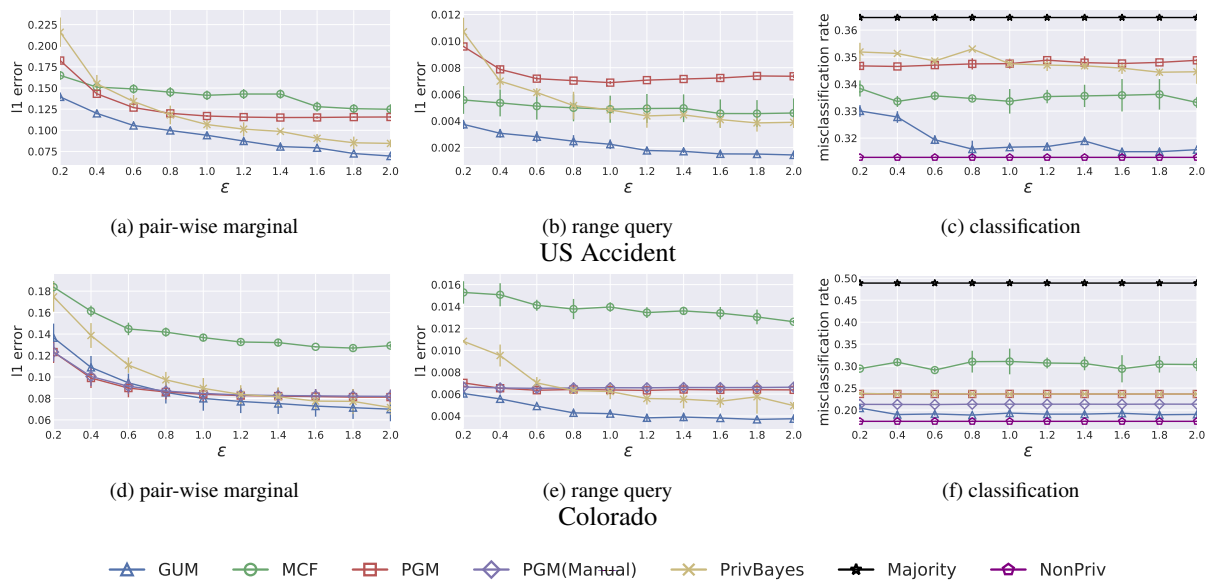 0.225
0.200
0.175
0.150
0.125
0.100
0.075
l1 error
0.2 0.4 0.6 0.8 1.0 1.2 1.4 1.6 1.8 2.0
ε
(a) pair-wise marginal
0.012
0.010
0.008
0.006
0.004
0.002
l1 error
0.2 0.4 0.6 0.8 1.0 1.2 1.4 1.6 1.8 2.0
ε
(b) range query
0.36
0.35
0.34
0.33
0.32
misclassification rate
0.2 0.4 0.6 0.8 1.0 1.2 1.4 1.6 1.8 2.0
ε
(c) classification
US Accident
0.18
0.16
0.14
0.12
0.10
0.08
0.06
l1 error
0.2 0.4 0.6 0.8 1.0 1.2 1.4 1.6 1.8 2.0
ε
(d) pair-wise marginal
0.016
0.014
0.012
0.010
0.008
0.006
0.004
l1 error
0.2 0.4 0.6 0.8 1.0 1.2 1.4 1.6 1.8 2.0
ε
(e) range query
0.50
0.45
0.40
0.35
0.30
0.25
0.20
misclassification rate
0.2 0.4 0.6 0.8 1.0 1.2 1.4 1.6 1.8 2.0
ε
(f) classification
Colorado
GUM MCF PGM PGM(Manual) PrivBayes Majority NonPriv